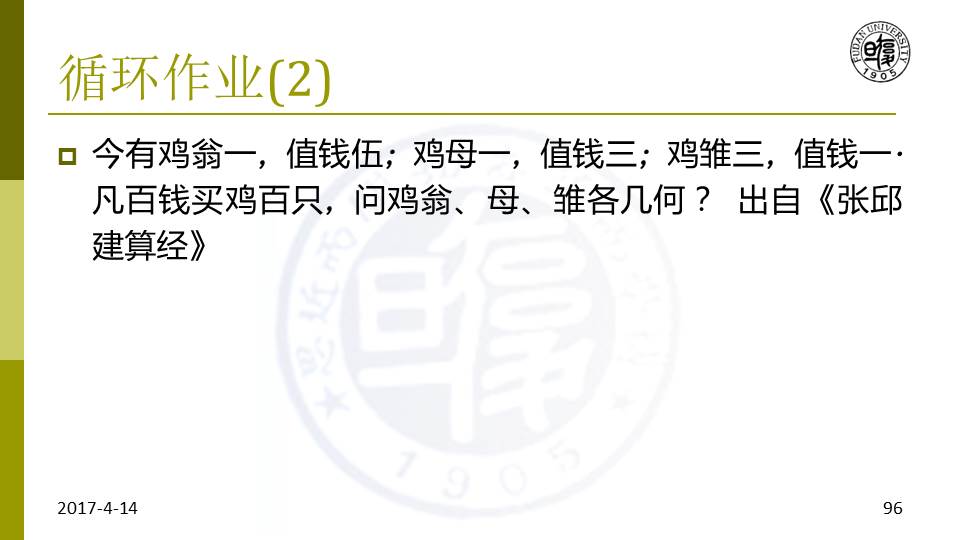 循环作业(2)
FUDAN UNIVERSITY
1905
今有鸡翁一，值钱伍；鸡母一，值钱三；鸡雏三，值钱一·
凡百钱买鸡百只，问鸡翁、母、雏各几何？ 出自《张邱
建算经》
1905
2017-4-14
96